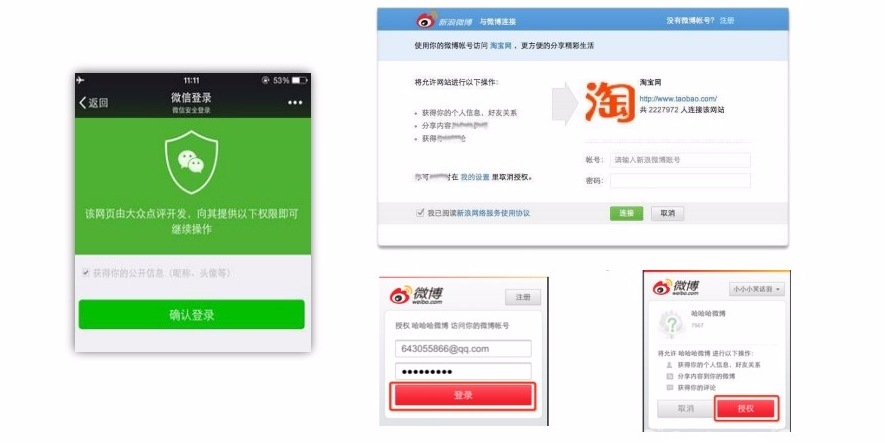 11:11
53%
返回
微信登录
微信安全登录
该网页由大众点评开发，向其提供以下权限即可
继续操作
获得你的公开信息（昵称、头像等）
确认登录
新浪微博 与微博连接
没有微博帐号？ 注册
使用你的微博帐号访问 淘宝网 ，更方便的分享精彩生活
将允许网站进行以下操作：
获得你的个人信息，好友关系
分享内容
获得
论
淘
淘宝网
http://www.taobao.com/
共 2227972 人连接该网站
帐号： 请输入新浪微博账号
密码：
你可
时在 我的设置 里取消授权。
我已阅读新浪网络服务使用协议
连接
取消
微博
weibo.com
注册
授权 哈哈哈微博 访问你的微博帐号
643055866@qq.com
登录
微博
weibo.com
哈哈哈微博
将允许 哈哈哈微博 进行以下操作：
获得你的个人信息，好友关系
分享内容到你的微博
获得你的评论
取消
授权